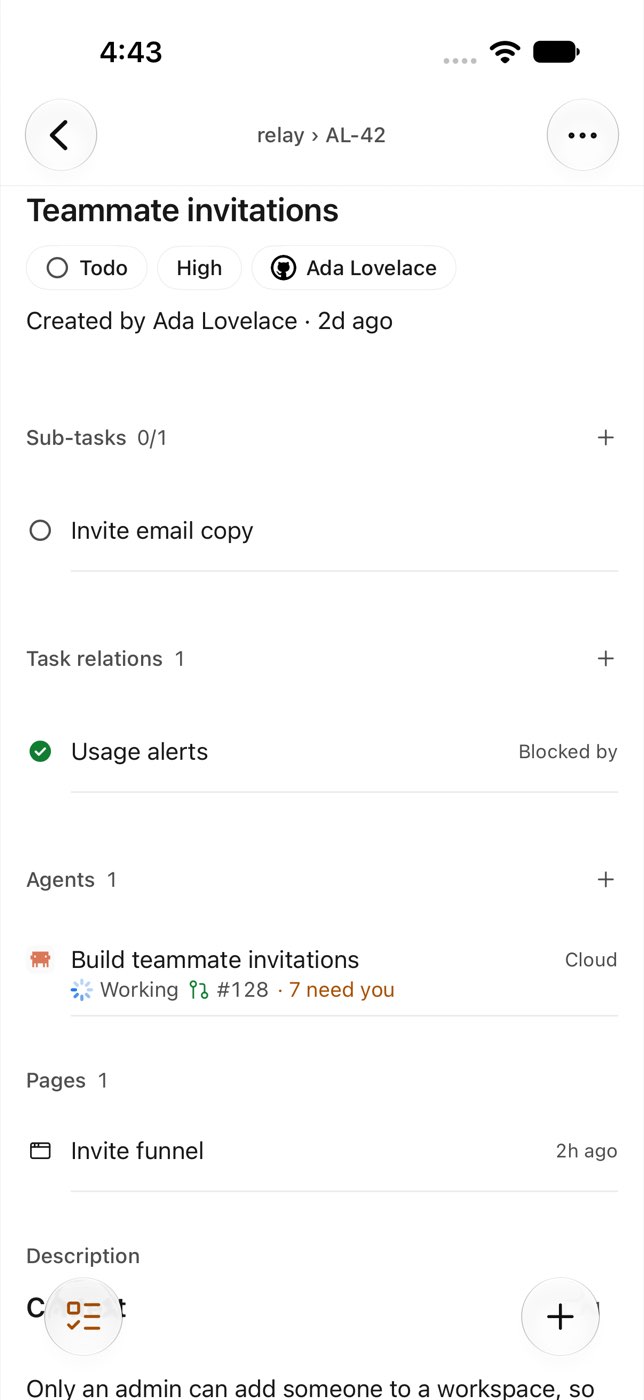 4:43
relay › AL-42
Teammate invitations
Todo High Ada Lovelace
Created by Ada Lovelace · 2d ago
Sub-tasks 0/1
Invite email copy
Task relations 1
Usage alerts Blocked by
Agents 1
Build teammate invitations Cloud
Working #128 · 7 need you
Pages 1
Invite funnel 2h ago
Description
Only an admin can add someone to a workspace, so